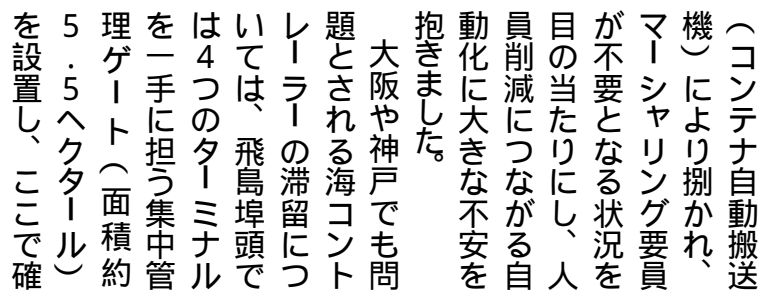 （コンテナ自動搬送
機）により捌かれ、
マーシャリング要員
が不要となる状況を
目の当たりにし、人
員削減につながる自
動化に大きな不安を
抱きました。
　大阪や神戸でも問
題とされる海コント
レーラーの滞留につ
いては、飛島埠頭で
は４つのターミナル
を一手に担う集中管
理ゲート（面積約
５．５ヘクタール）
を設置し、ここで確